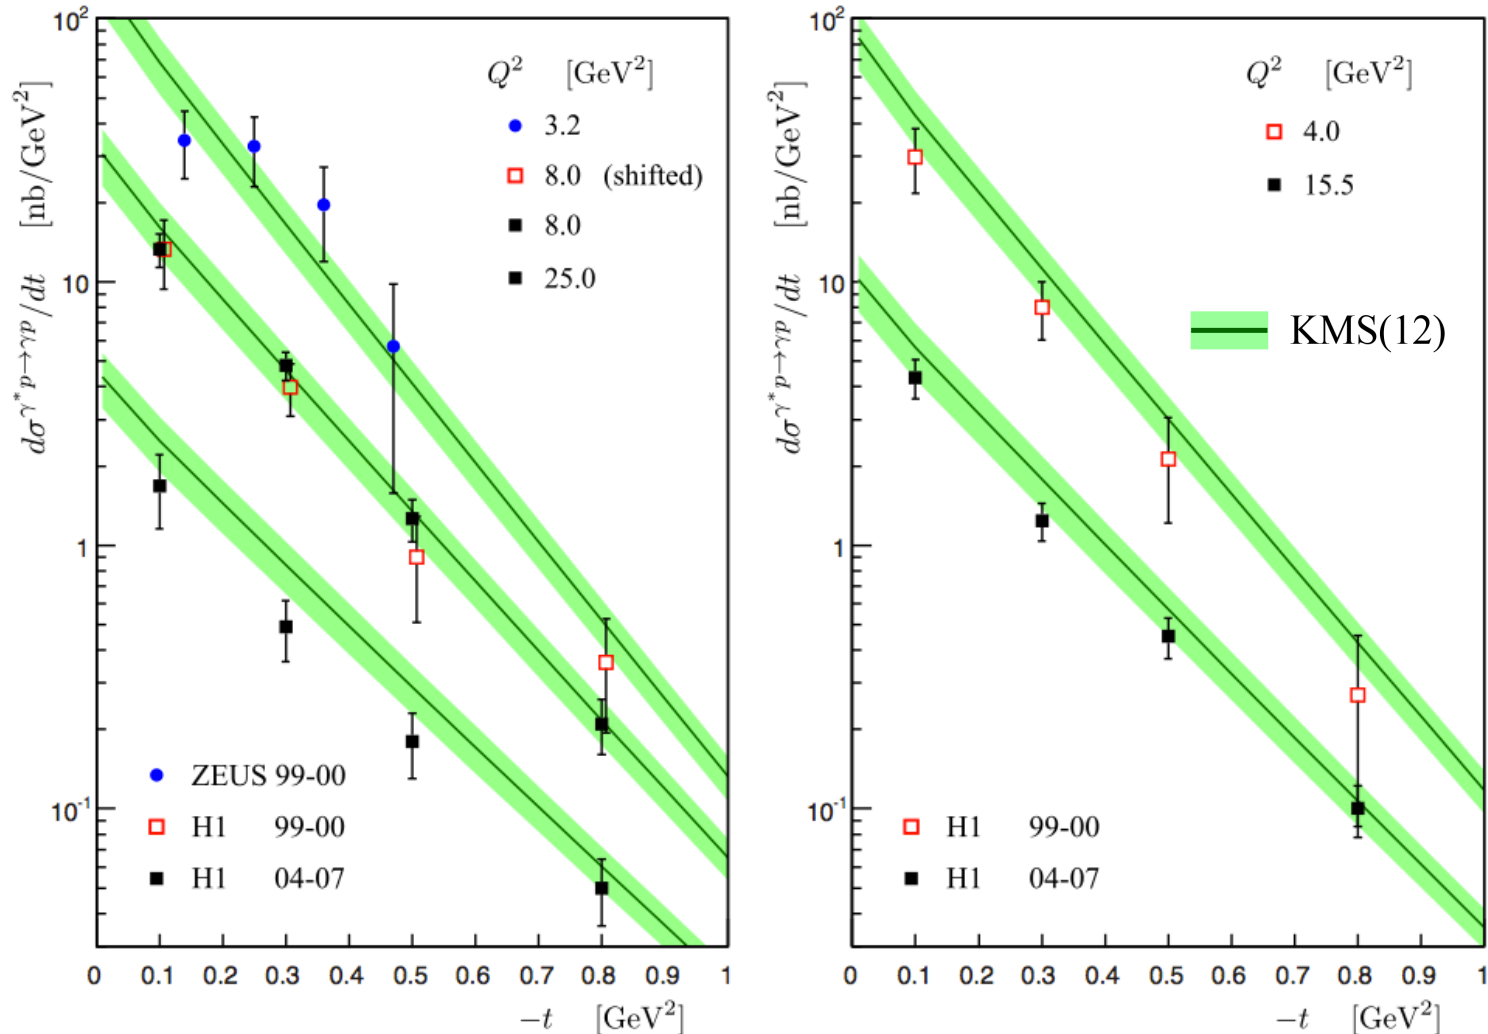 10²
Q² [GeV²]
3.2
8.0 (shifted)
8.0
25.0
10
1
10⁻¹
dσ^{γ*p→γp}/dt [nb/GeV²]
ZEUS 99-00
H1 99-00
H1 04-07
0 0.1 0.2 0.3 0.4 0.5 0.6 0.7 0.8 0.9 1
−t [GeV²]
10²
Q² [GeV²]
4.0
15.5
10
KMS(12)
1
10⁻¹
dσ^{γ*p→γp}/dt [nb/GeV²]
H1 99-00
H1 04-07
0 0.1 0.2 0.3 0.4 0.5 0.6 0.7 0.8 0.9 1
−t [GeV²]